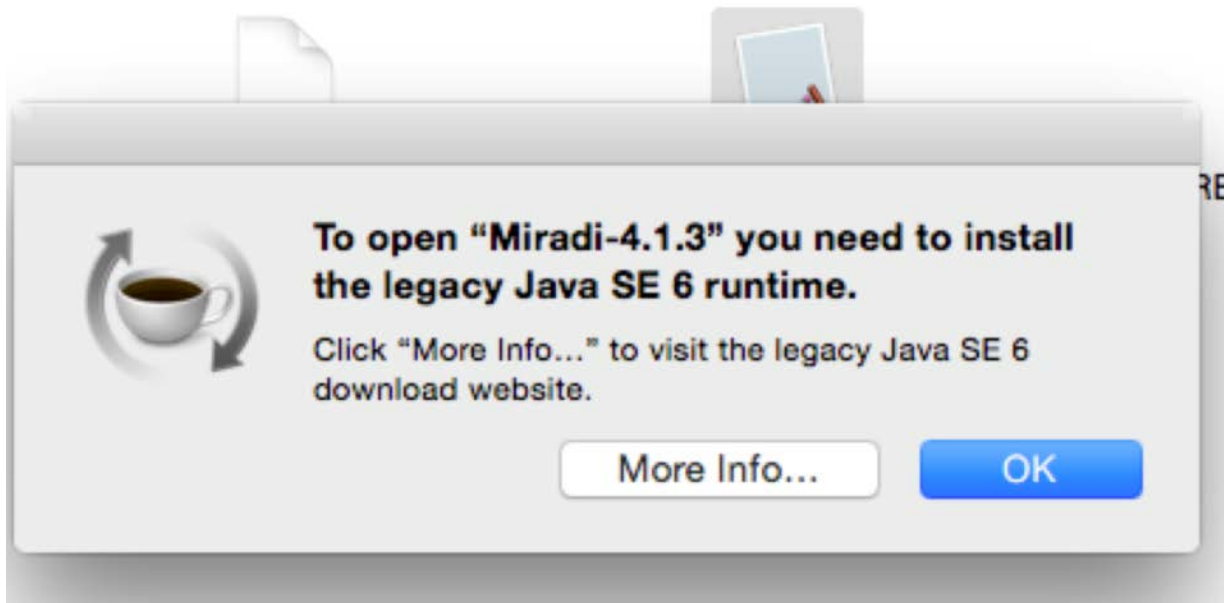 To open “Miradi-4.1.3” you need to install
the legacy Java SE 6 runtime.
Click “More Info...” to visit the legacy Java SE 6
download website.
More Info...
OK